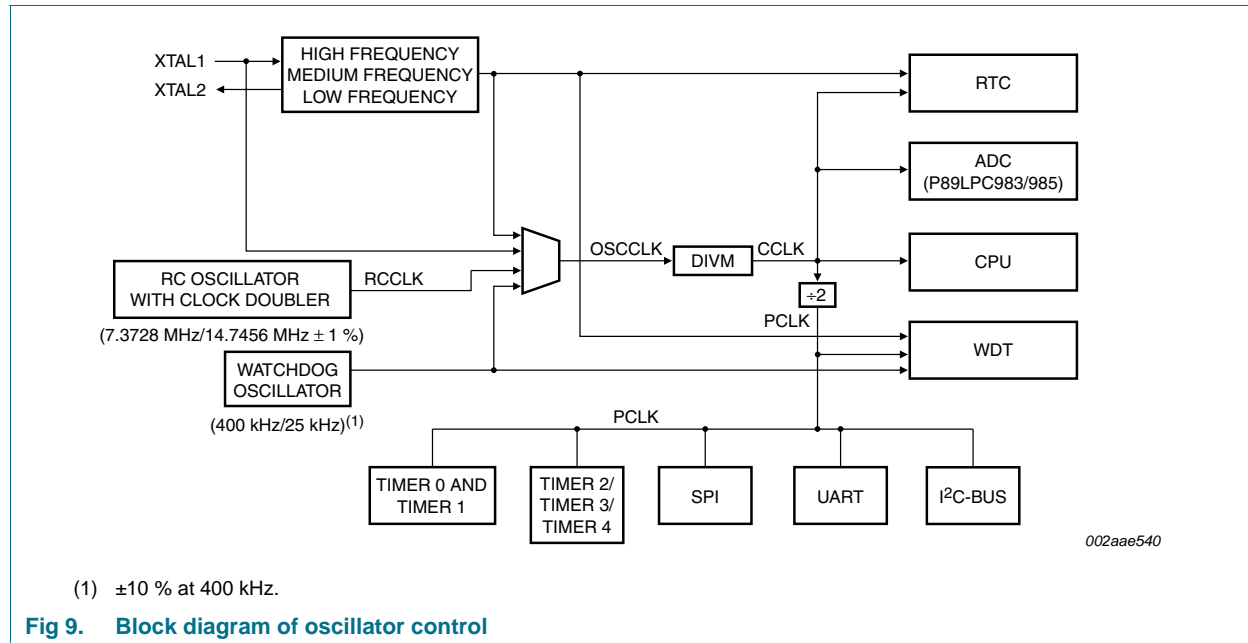 XTAL1
XTAL2
HIGH FREQUENCY
MEDIUM FREQUENCY
LOW FREQUENCY
RTC
ADC
(P89LPC983/985)
OSCCLK
DIVM
CCLK
CPU
RC OSCILLATOR
WITH CLOCK DOUBLER
RCCLK
(7.3728 MHz/14.7456 MHz ± 1 %)
÷2
PCLK
WDT
WATCHDOG
OSCILLATOR
(400 kHz/25 kHz)(1)
PCLK
TIMER 0 AND
TIMER 1
TIMER 2/
TIMER 3/
TIMER 4
SPI
UART
I²C-BUS
002aae540
(1) ±10 % at 400 kHz.
Fig 9. Block diagram of oscillator control